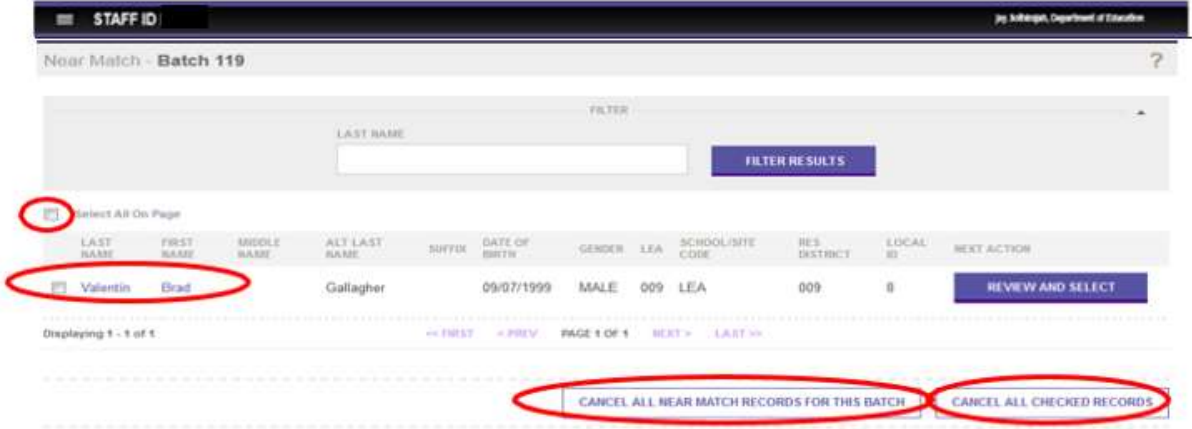 STAFF ID
Department of Education
Near Match - Batch 119
?
FILTER
LAST NAME
FILTER RESULTS
Select All On Page
LAST NAME FIRST NAME MIDDLE NAME ALT LAST NAME SUFFIX DATE OF BIRTH GENDER LEA SCHOOL/SITE CODE RES DISTRICT LOCAL ID NEXT ACTION
Valentin Brad Gallagher 09/07/1999 MALE 009 LEA 009 8 REVIEW AND SELECT
Displaying 1 - 1 of 1 << FIRST < PREV PAGE 1 OF 1 NEXT > LAST >>
CANCEL ALL NEAR MATCH RECORDS FOR THIS BATCH CANCEL ALL CHECKED RECORDS